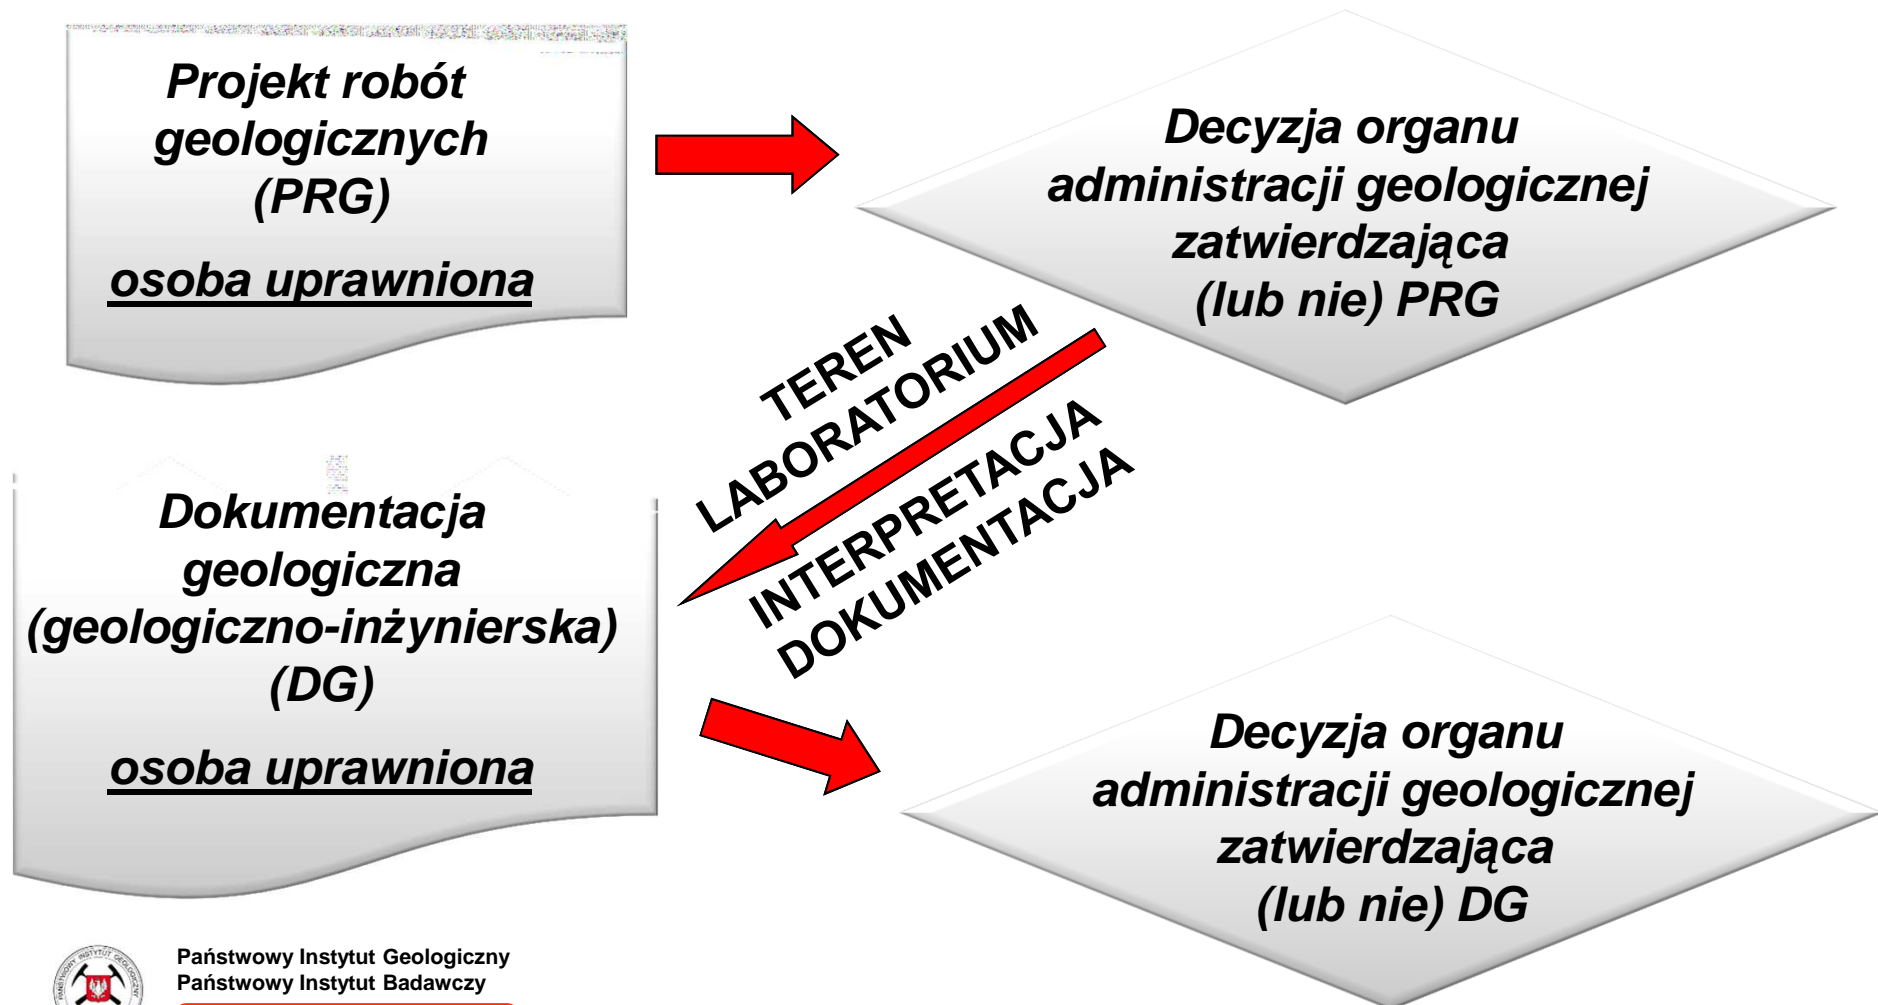 Projekt robót
geologicznych
(PRG)
osoba uprawniona
Decyzja organu
administracji geologicznej
zatwierdzająca
(lub nie) PRG
TEREN
LABORATORIUM
INTERPRETACJA
DOKUMENTACJA
Dokumentacja
geologiczna
(geologiczno-inżynierska)
(DG)
osoba uprawniona
Decyzja organu
administracji geologicznej
zatwierdzająca
(lub nie) DG
Państwowy Instytut Geologiczny
Państwowy Instytut Badawczy